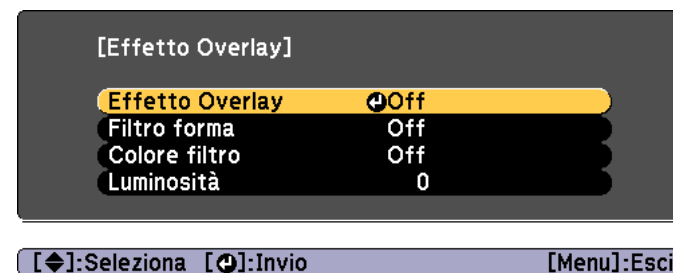 [Effetto Overlay]
Effetto Overlay Off
Filtro forma Off
Colore filtro Off
Luminosità 0
[◆]:Seleziona [↵]:Invio [Menu]:Esci